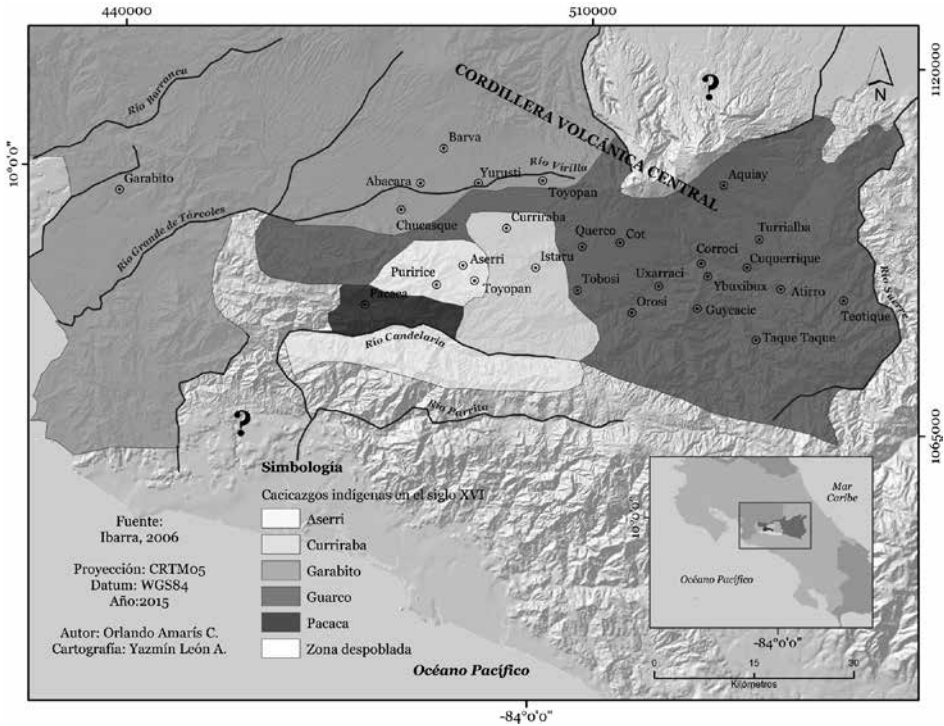 440000
510000
1120000
10°0'0"
N
?
CORDILLERA VOLCÁNICA CENTRAL
Río Barranca
Barva
Garabito
Abacara
Yurusti
Río Virilla
Toyopan
Aquiay
Chucasque
Río Grande de Tárcoles
Curriraba
Querco
Cot
Turrialba
Aserri
Istaru
Corroci
Cuquerrique
Puririce
Toyopan
Tobosi
Uxarraci
Ybuxibux
Atirro
Pacaca
Orosi
Guycacic
Teotique
Río Suerre
Río Candelaria
Taque Taque
Río Parrita
?
1065000
Simbología
Cacicazgos indígenas en el siglo XVI
Aserri
Curriraba
Garabito
Guarco
Pacaca
Zona despoblada
Fuente:
Ibarra, 2006
Proyección: CRTM05
Datum: WGS84
Año:2015
Autor: Orlando Amarís C.
Cartografía: Yazmín León A.
Océano Pacífico
Mar
Caribe
10°0'0"
Océano Pacífico
-84°0'0"
0 15 30
Kilómetros
-84°0'0"